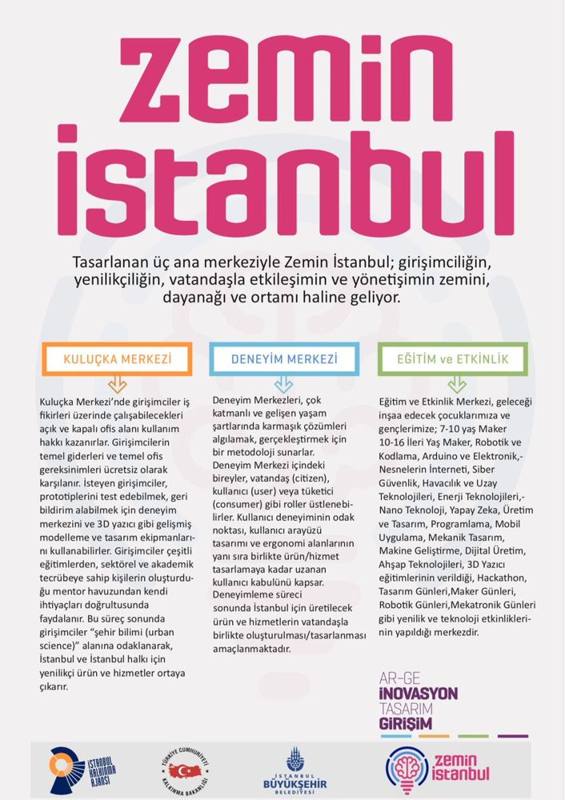 zemin
istanbul
Tasarlanan üç ana merkeziyle Zemin İstanbul; girişimciliğin,
yenilikçiliğin, vatandaşla etkileşimin ve yönetişimin zemini,
dayanağı ve ortamı haline geliyor.
KULUÇKA MERKEZİ
Kuluçka Merkezi'nde girişimciler iş
fikirleri üzerinde çalışabilecekleri
açık ve kapalı ofis alanı kullanım
hakkı kazanırlar. Girişimcilerin
temel giderleri ve temel ofis
gereksinimleri ücretsiz olarak
karşılanır. İsteyen girişimciler,
prototiplerini test edebilmek, geri
bildirim alabilmek için deneyim
merkezini ve 3D yazıcı gibi gelişmiş
modelleme ve tasarım ekipmanları-
nı kullanabilirler. Girişimciler çeşitli
eğitimlerden, sektörel ve akademik
tecrübeye sahip kişilerin oluşturdu-
ğu mentor havuzundan kendi
ihtiyaçları doğrultusunda
faydalanır. Bu süreç sonunda
girişimciler "şehir bilimi (urban
science)" alanına odaklanarak,
İstanbul ve İstanbul halkı için
yenilikçi ürün ve hizmetler ortaya
çıkarır.
DENEYİM MERKEZİ
Deneyim Merkezleri, çok
katmanlı ve gelişen yaşam
şartlarında karmaşık çözümleri
algılamak, gerçekleştirmek için
bir metodoloji sunarlar.
Deneyim Merkezi içindeki
bireyler, vatandaş (citizen),
kullanıcı (user) veya tüketici
(consumer) gibi roller üstlenebi-
lirler. Kullanıcı deneyiminin odak
noktası, kullanıcı arayüzü
tasarımı ve ergonomi alanlarının
yanı sıra birlikte ürün/hizmet
tasarlamaya kadar uzanan
kullanıcı kabulünü kapsar.
Deneyimleme süreci
sonunda İstanbul için üretilecek
ürün ve hizmetlerin vatandaşla
birlikte oluşturulması/tasarlanması
amaçlanmaktadır.
EĞİTİM ve ETKİNLİK
Eğitim ve Etkinlik Merkezi, geleceği
inşaa edecek çocuklarımıza ve
gençlerimize; 7-10 yaş Maker
10-16 İleri Yaş Maker, Robotik ve
Kodlama, Arduino ve Elektronik,-
Nesnelerin İnterneti, Siber
Güvenlik, Havacılık ve Uzay
Teknolojileri, Enerji Teknolojileri,-
Nano Teknoloji, Yapay Zeka, Üretim
ve Tasarım, Programlama, Mobil
Uygulama, Mekanik Tasarım,
Makine Geliştirme, Dijital Üretim,
Ahşap Teknolojileri, 3D Yazıcı
eğitimlerinin verildiği, Hackathon,
Tasarım Günleri,Maker Günleri,
Robotik Günleri,Mekatronik Günleri
gibi yenilik ve teknoloji etkinlikleri-
nin yapıldığı merkezdir.
AR-GE
İNOVASYON
TASARIM
GİRİŞİM
İSTANBUL
KALKINMA
AJANSI
TÜRKİYE CUMHURİYETİ
KALKINMA BAKANLIĞI
İSTANBUL
BÜYÜKŞEHİR
BELEDİYESİ
zemin
istanbul